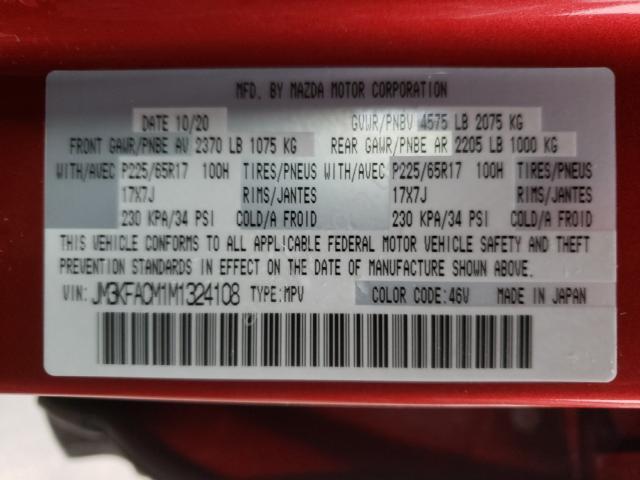 MFD. BY MAZDA MOTOR CORPORATION
DATE 10/20 GVWR/PNBV 4575 LB 2075 KG
FRONT GAWR/PNBE AV 2370 LB 1075 KG REAR GAWR/PNBE AR 2205 LB 1000 KG
WITH/AVEC P225/65R17 100H TIRES/PNEUS WITH/AVEC P225/65R17 100H TIRES/PNEUS
17X7J RIMS/JANTES 17X7J RIMS/JANTES
230 KPA/34 PSI COLD/A FROID 230 KPA/34 PSI COLD/A FROID
THIS VEHICLE CONFORMS TO ALL APPL!CABLE FEDERAL MOTOR VEHICLE SAFETY AND THEFT
PREVENTION STANDARDS IN EFFECT ON THE DATE OF MANUFACTURE SHOWN ABOVE.
VIN: JM3KFACM1M1324108 TYPE:MPV COLOR CODE:46V MADE IN JAPAN